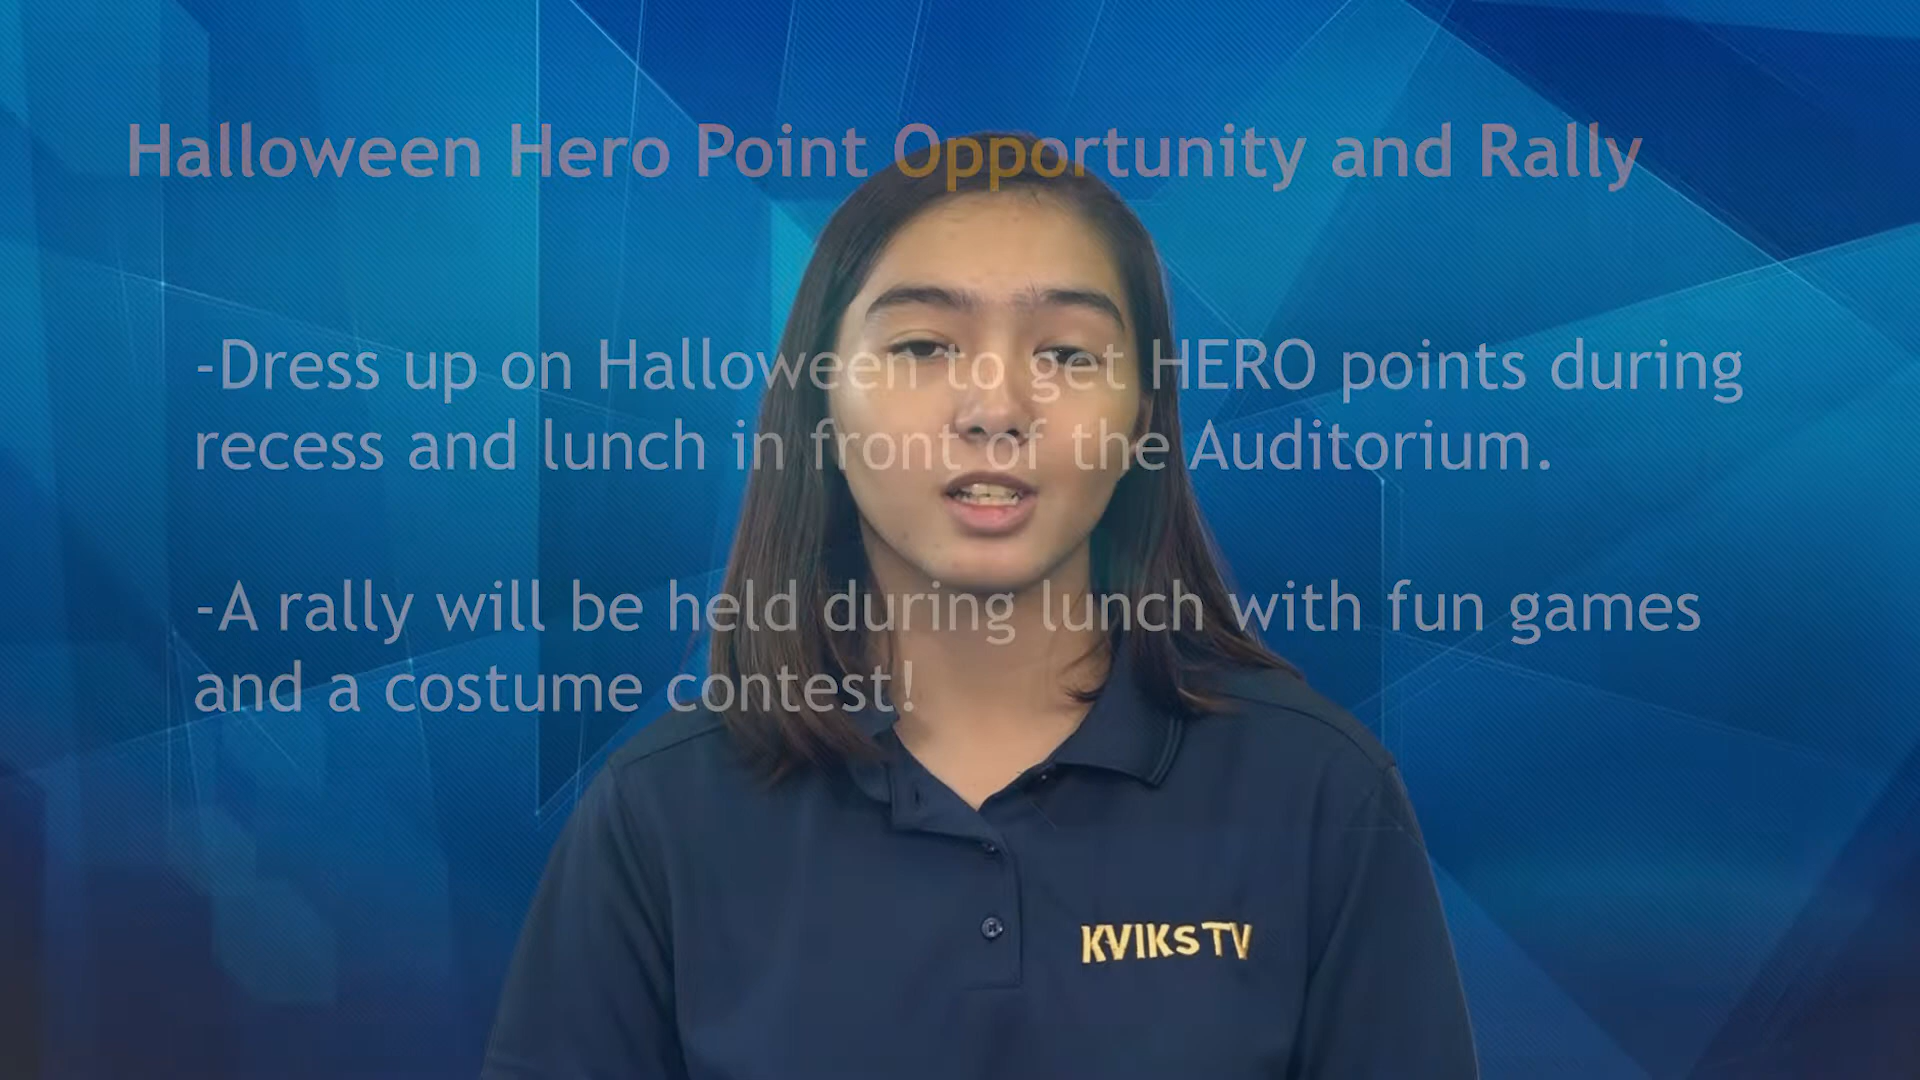 Halloween Hero Point Opportunity and Rally
-Dress up on Halloween to get HERO points during
recess and lunch in front of the Auditorium.
-A rally will be held during lunch with fun games
and a costume contest!
KVIKS TV